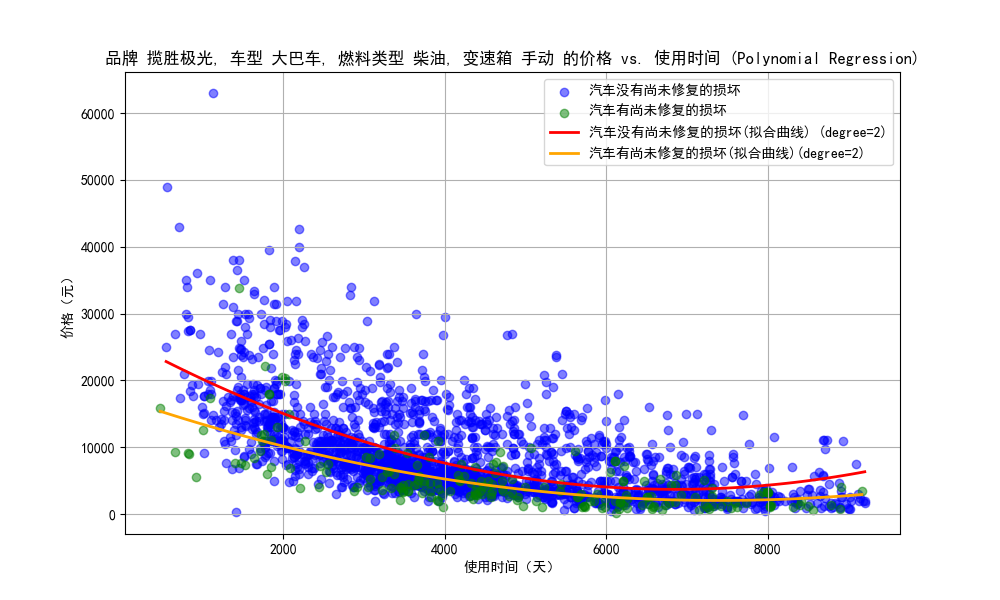 品牌 揽胜极光, 车型 大巴车, 燃料类型 柴油, 变速箱 手动 的价格 vs. 使用时间 (Polynomial Regression)
汽车没有尚未修复的损坏
汽车有尚未修复的损坏
汽车没有尚未修复的损坏(拟合曲线) (degree=2)
汽车有尚未修复的损坏(拟合曲线)(degree=2)
价格（元）
60000
50000
40000
30000
20000
10000
0
2000
4000
6000
8000
使用时间（天）